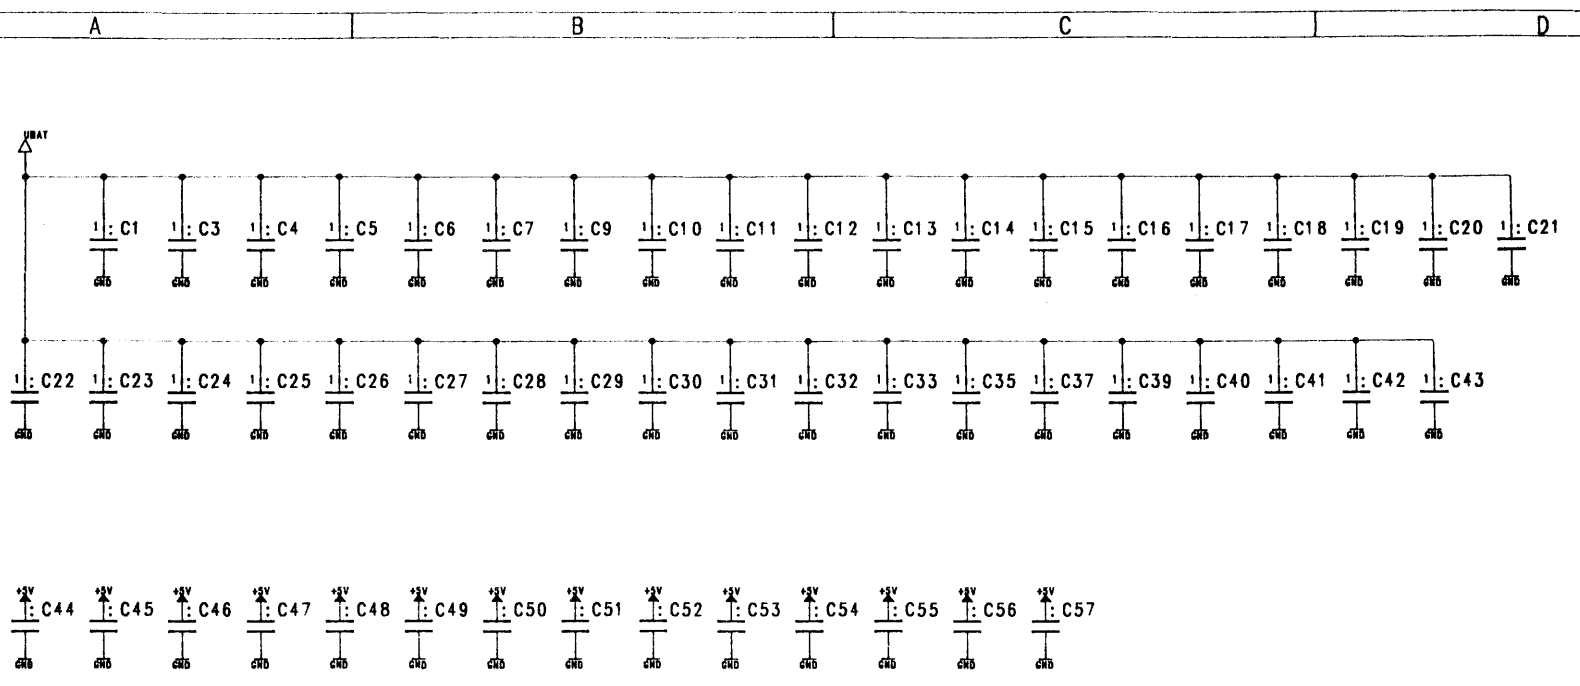 A B C D
UBAT
1: C1 1: C3 1: C4 1: C5 1: C6 1: C7 1: C9 1: C10 1: C11 1: C12 1: C13 1: C14 1: C15 1: C16 1: C17 1: C18 1: C19 1: C20 1: C21
GND GND GND GND GND GND GND GND GND GND GND GND GND GND GND GND GND GND GND
1: C22 1: C23 1: C24 1: C25 1: C26 1: C27 1: C28 1: C29 1: C30 1: C31 1: C32 1: C33 1: C35 1: C37 1: C39 1: C40 1: C41 1: C42 1: C43
GND GND GND GND GND GND GND GND GND GND GND GND GND GND GND GND GND GND GND
+5V +5V +5V +5V +5V +5V +5V +5V +5V +5V +5V +5V +5V +5V
: C44 : C45 : C46 : C47 : C48 : C49 : C50 : C51 : C52 : C53 : C54 : C55 : C56 : C57
GND GND GND GND GND GND GND GND GND GND GND GND GND GND